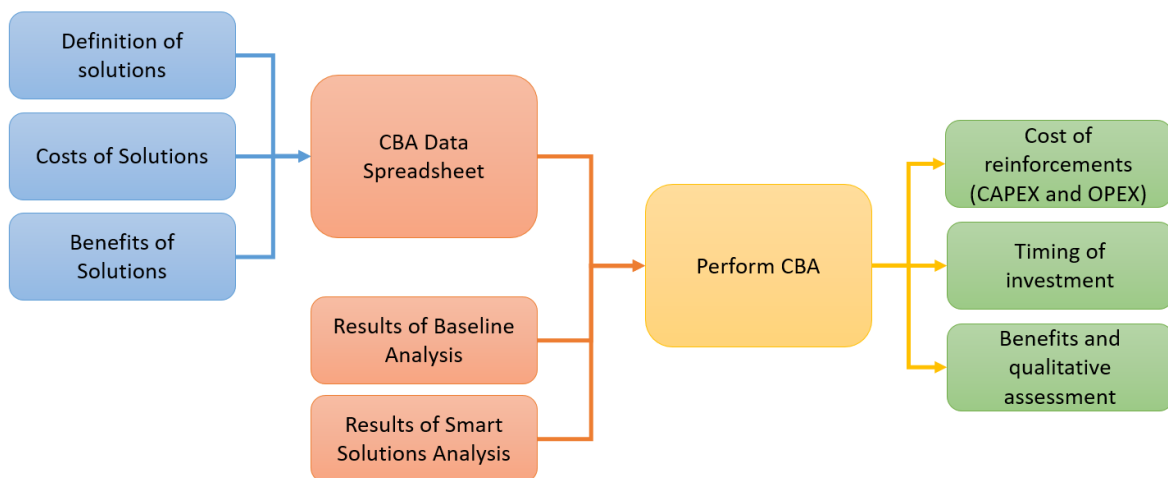 Definition of
solutions
Costs of Solutions
Benefits of
Solutions
CBA Data
Spreadsheet
Results of Baseline
Analysis
Results of Smart
Solutions Analysis
Perform CBA
Cost of
reinforcements
(CAPEX and OPEX)
Timing of
investment
Benefits and
qualitative
assessment